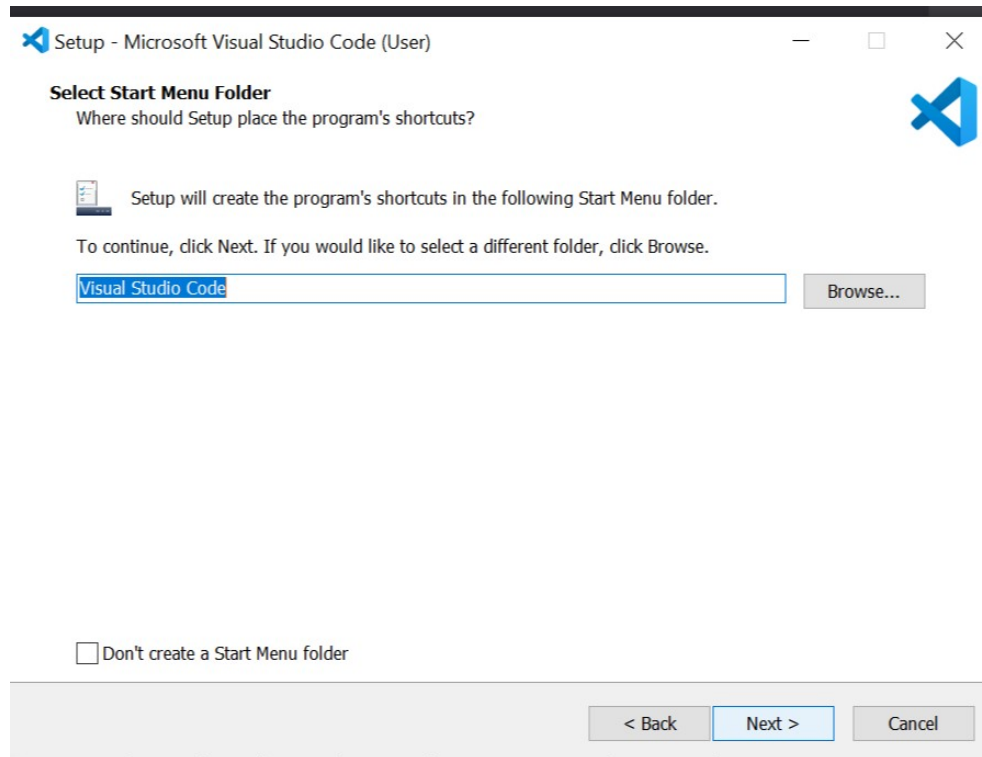 Setup - Microsoft Visual Studio Code (User)
Select Start Menu Folder
Where should Setup place the program's shortcuts?
Setup will create the program's shortcuts in the following Start Menu folder.
To continue, click Next. If you would like to select a different folder, click Browse.
Visual Studio Code
Browse...
Don't create a Start Menu folder
< Back
Next >
Cancel